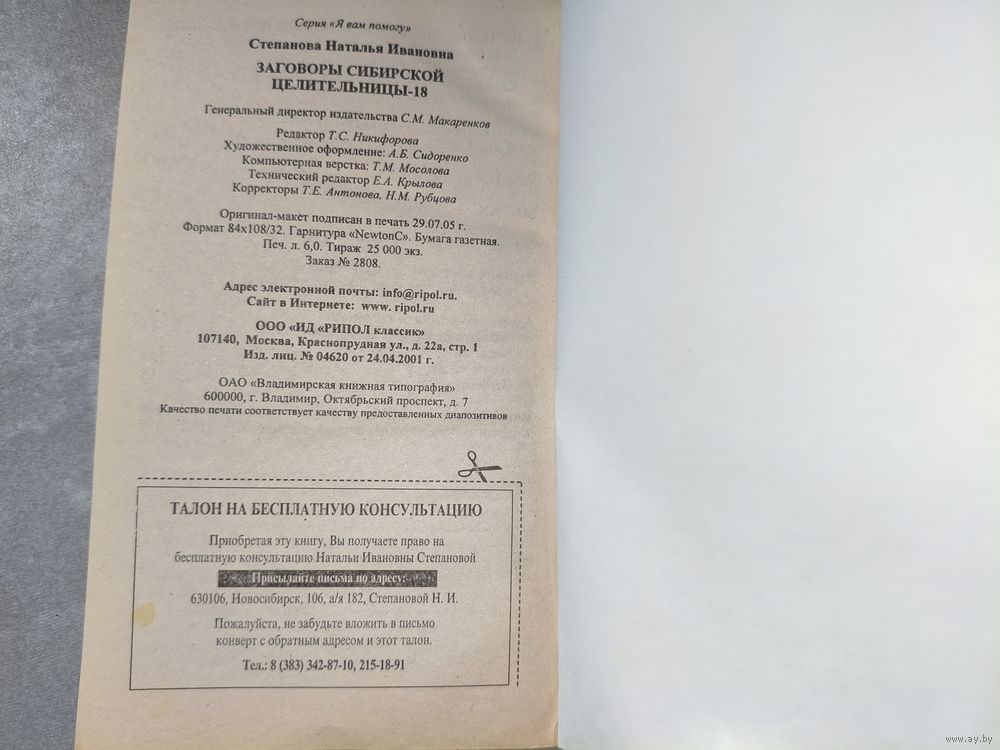 Серия «Я вам помогу»
Степанова Наталья Ивановна
ЗАГОВОРЫ СИБИРСКОЙ
ЦЕЛИТЕЛЬНИЦЫ-18
Генеральный директор издательства С.М. Макаренков
Редактор Т.С. Никифорова
Художественное оформление: А.Б. Сидоренко
Компьютерная верстка: Т.М. Мосолова
Технический редактор Е.А. Крылова
Корректоры Т.Е. Антонова, Н.М. Рубцова
Оригинал-макет подписан в печать 29.07.05 г.
Формат 84х108/32. Гарнитура «NewtonC». Бумага газетная.
Печ. л. 6,0. Тираж 25 000 экз.
Заказ № 2808.
Адрес электронной почты: info@ripol.ru.
Сайт в Интернете: www. ripol.ru
ООО «ИД «РИПОЛ классик»
107140, Москва, Краснопрудная ул., д. 22а, стр. 1
Изд. лиц. № 04620 от 24.04.2001 г.
ОАО «Владимирская книжная типография»
600000, г. Владимир, Октябрьский проспект, д. 7
Качество печати соответствует качеству предоставленных диапозитивов
ТАЛОН НА БЕСПЛАТНУЮ КОНСУЛЬТАЦИЮ
Приобретая эту книгу, Вы получаете право на
бесплатную консультацию Натальи Ивановны Степановой
Присылайте письма по адресу:
630106, Новосибирск, 106, а/я 182, Степановой Н. И.
Пожалуйста, не забудьте вложить в письмо
конверт с обратным адресом и этот талон.
Тел.: 8 (383) 342-87-10, 215-18-91
www.ay.by